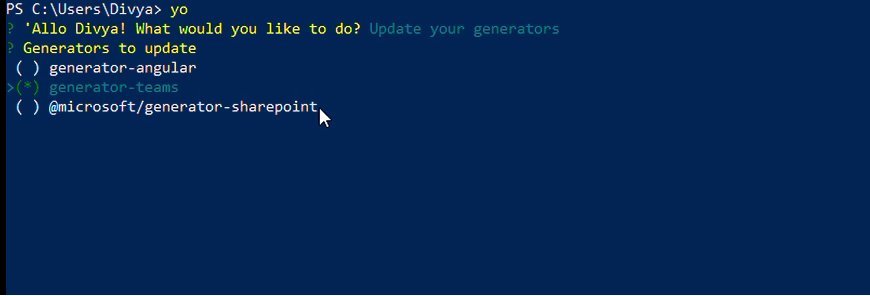 PS C:\Users\Divya> yo
? 'Allo Divya! What would you like to do? Update your generators
? Generators to update
( ) generator-angular
>(*) generator-teams
( ) @microsoft/generator-sharepoint